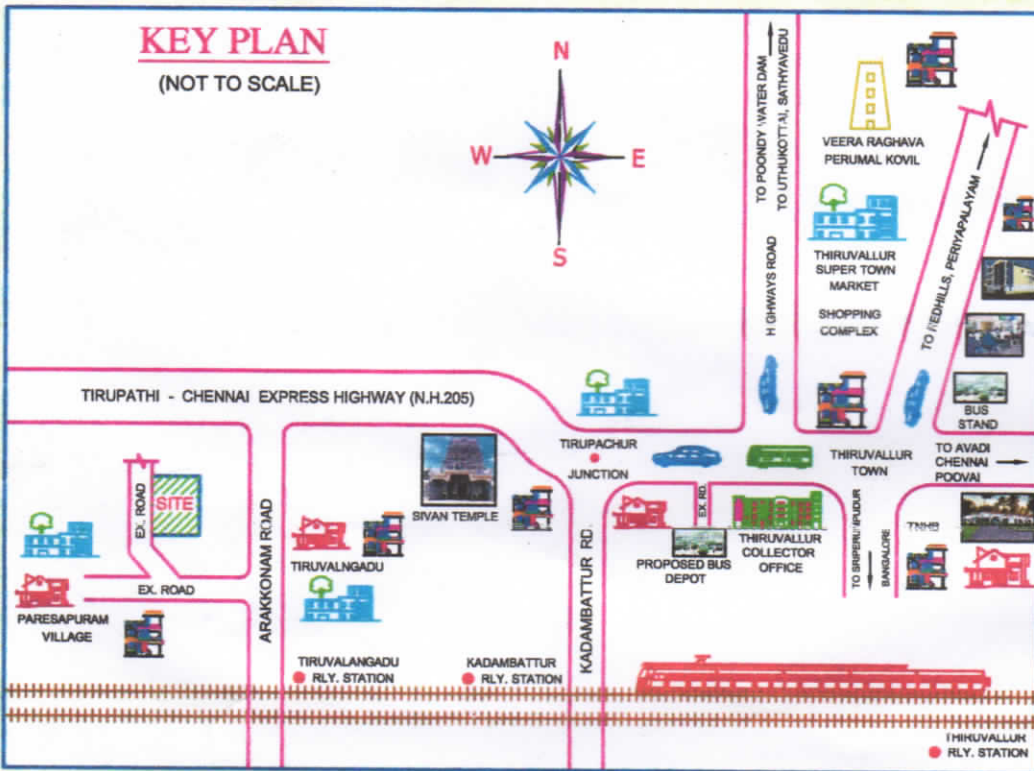 KEY PLAN
(NOT TO SCALE)
N
W
E
S
TO POONDY WATER DAM
TO UTHUKOTTAI, SATHYAVEDU
HIGHWAYS ROAD
VEERA RAGHAVA
PERUMAL KOVIL
THIRUVALLUR
SUPER TOWN
MARKET
SHOPPING
COMPLEX
TO REDHILLS, PERIYAPALAYAM
BUS
STAND
TIRUPATHI - CHENNAI EXPRESS HIGHWAY (N.H.205)
TIRUPACHUR
JUNCTION
THIRUVALLUR
TOWN
TO AVADI
CHENNAI
POOVAI
EX. ROAD
SITE
ARAKKONAM ROAD
SIVAN TEMPLE
TIRUVALNGADU
KADAMBATTUR RD.
EX. RD.
PROPOSED BUS
DEPOT
THIRUVALLUR
COLLECTOR
OFFICE
TO SRIPERUMPUDUR
BANGALORE
TNHB
EX. ROAD
PARESAPURAM
VILLAGE
TIRUVALANGADU
RLY. STATION
KADAMBATTUR
RLY. STATION
THIRUVALLUR
RLY. STATION